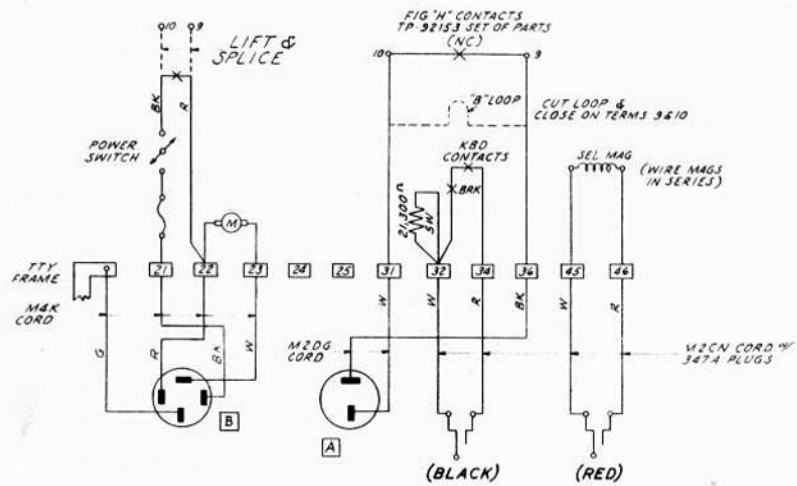 10 9
LIFT &
SPLICE
BK
R
POWER
SWITCH
M
FIG "H" CONTACTS
TP-92153 SET OF PARTS
(NC)
10 9
"B" LOOP
CUT LOOP &
CLOSE ON TERMS 9&10
KBD
CONTACTS
BRK
21,300Ω
5W
SEL MAG
(WIRE MAGS
IN SERIES)
TTY
FRAME
21 22 23 24 25 31 32 34 36 45 46
M4K
CORD
G
R
BK
W
W
W
R
BK
W
R
M2DG
CORD
M2CN CORD W/
347A PLUGS
B
A
(BLACK)
(RED)